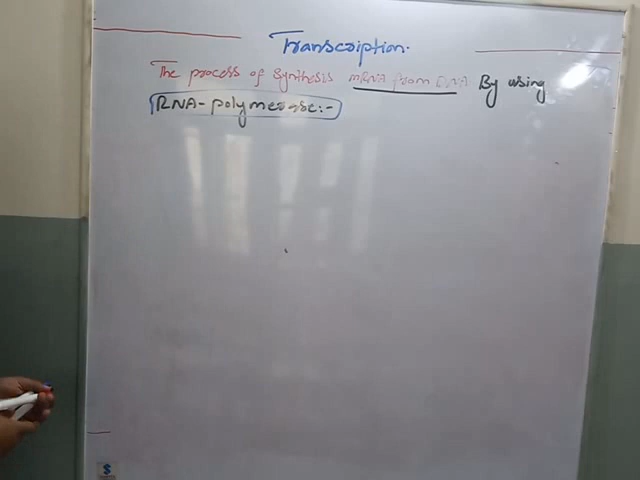 Transcription.
The process of synthesis mRNA from DNA By using
RNA-polymerase:-
S